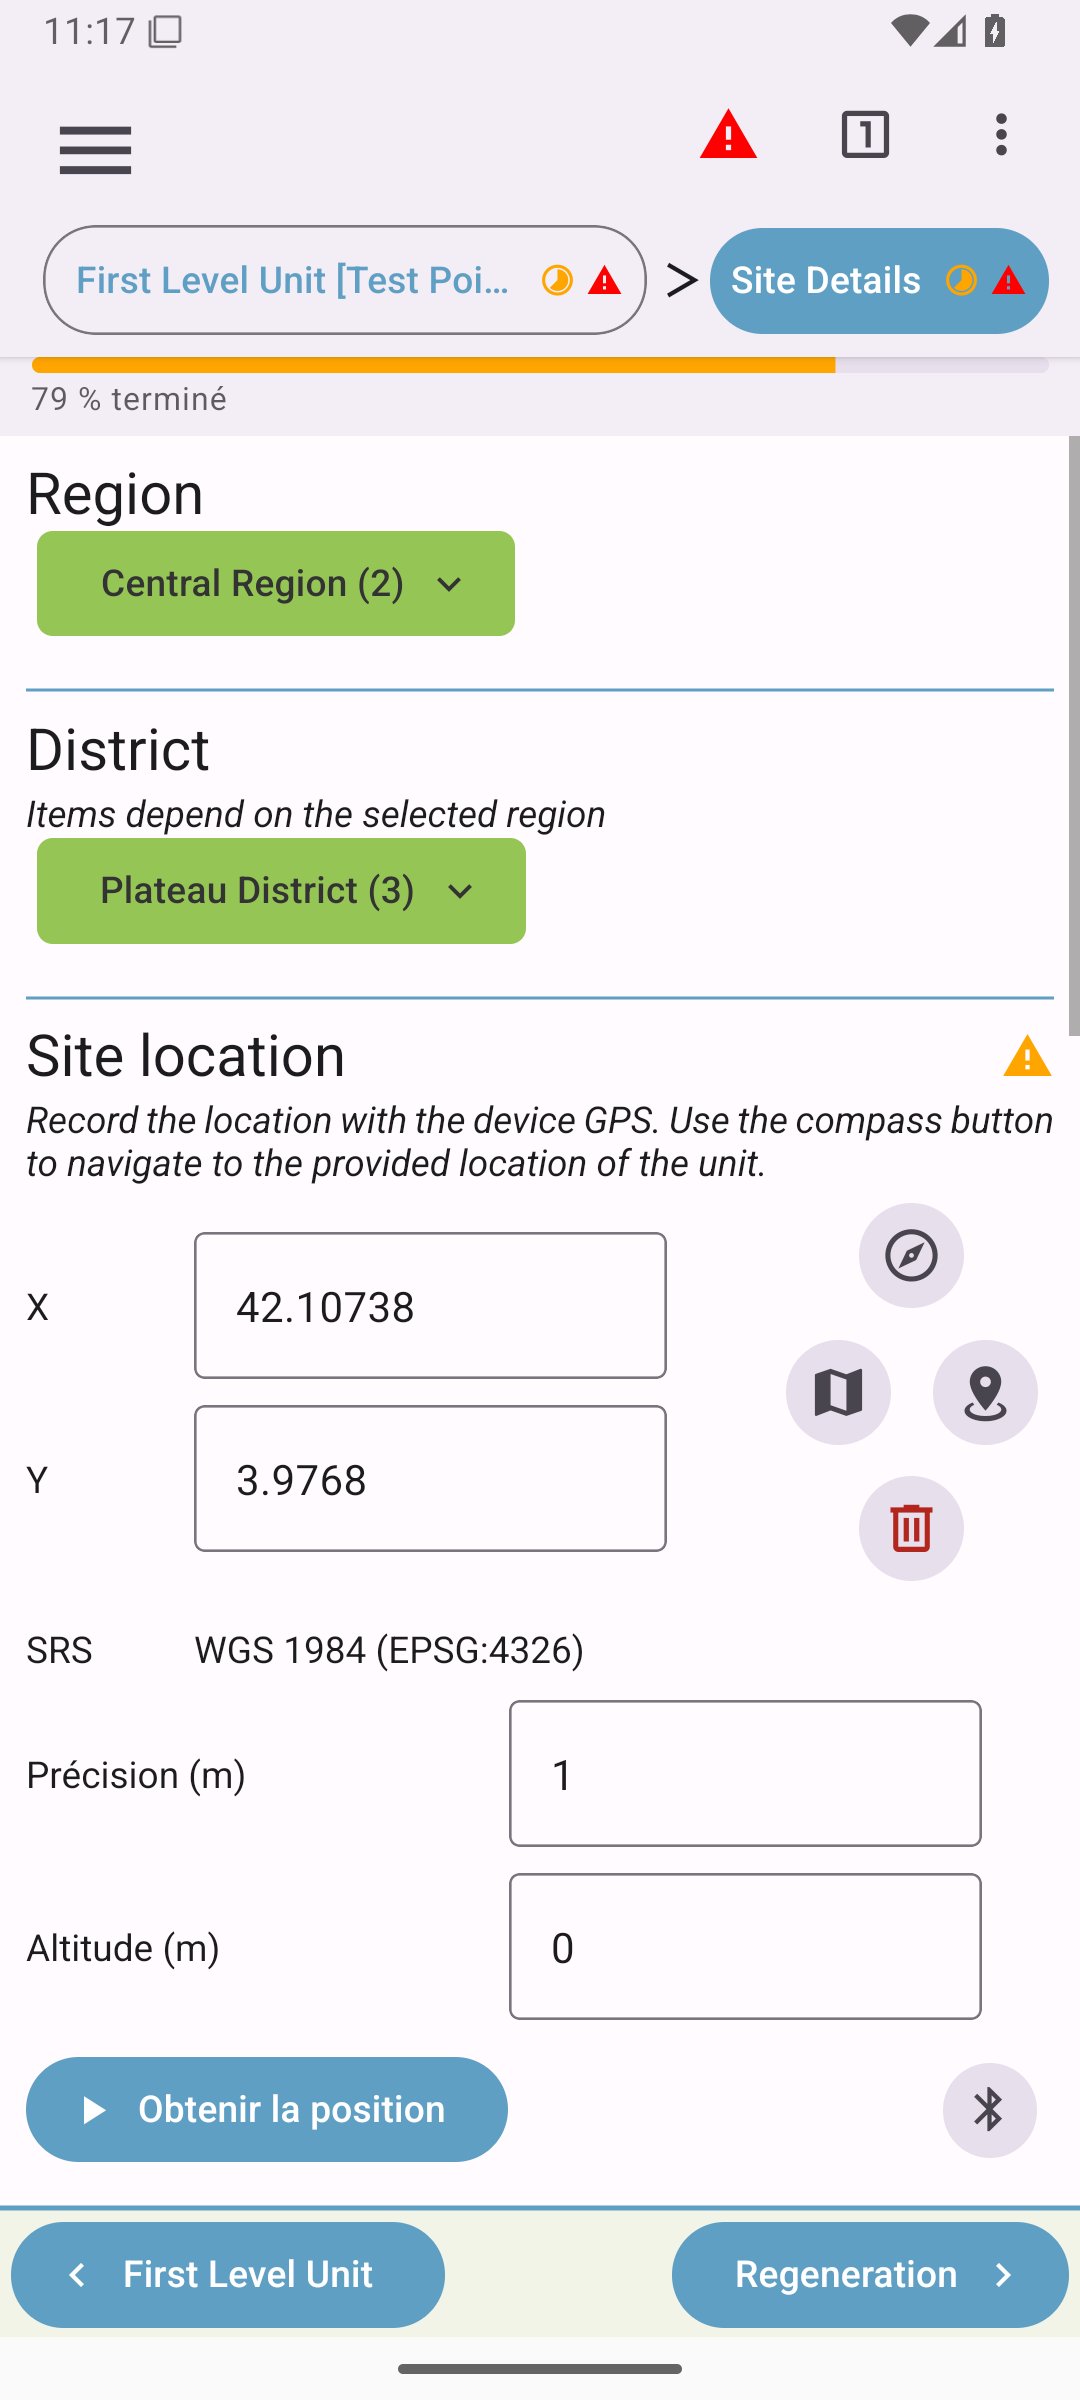 11:17
1
First Level Unit [Test Poi... > Site Details
79 % terminé
Region
Central Region (2)
District
Items depend on the selected region
Plateau District (3)
Site location
Record the location with the device GPS. Use the compass button
to navigate to the provided location of the unit.
X 42.10738
Y 3.9768
SRS WGS 1984 (EPSG:4326)
Précision (m) 1
Altitude (m) 0
Obtenir la position
First Level Unit Regeneration